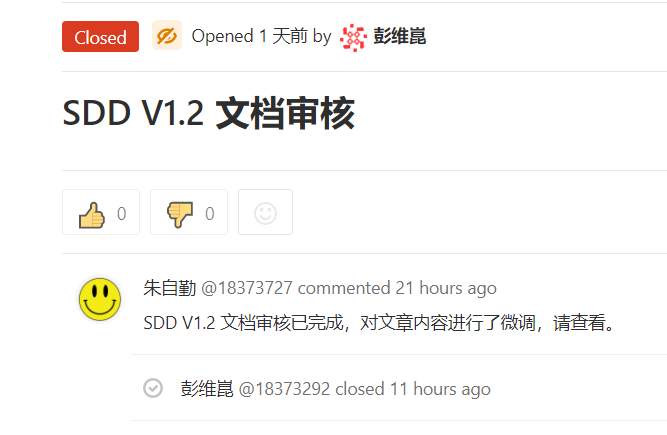 Closed Opened 1 天前 by 彭维崑
SDD V1.2 文档审核
0 0
朱自勤 @18373727 commented 21 hours ago
SDD V1.2 文档审核已完成，对文章内容进行了微调，请查看。
彭维崑 @18373292 closed 11 hours ago